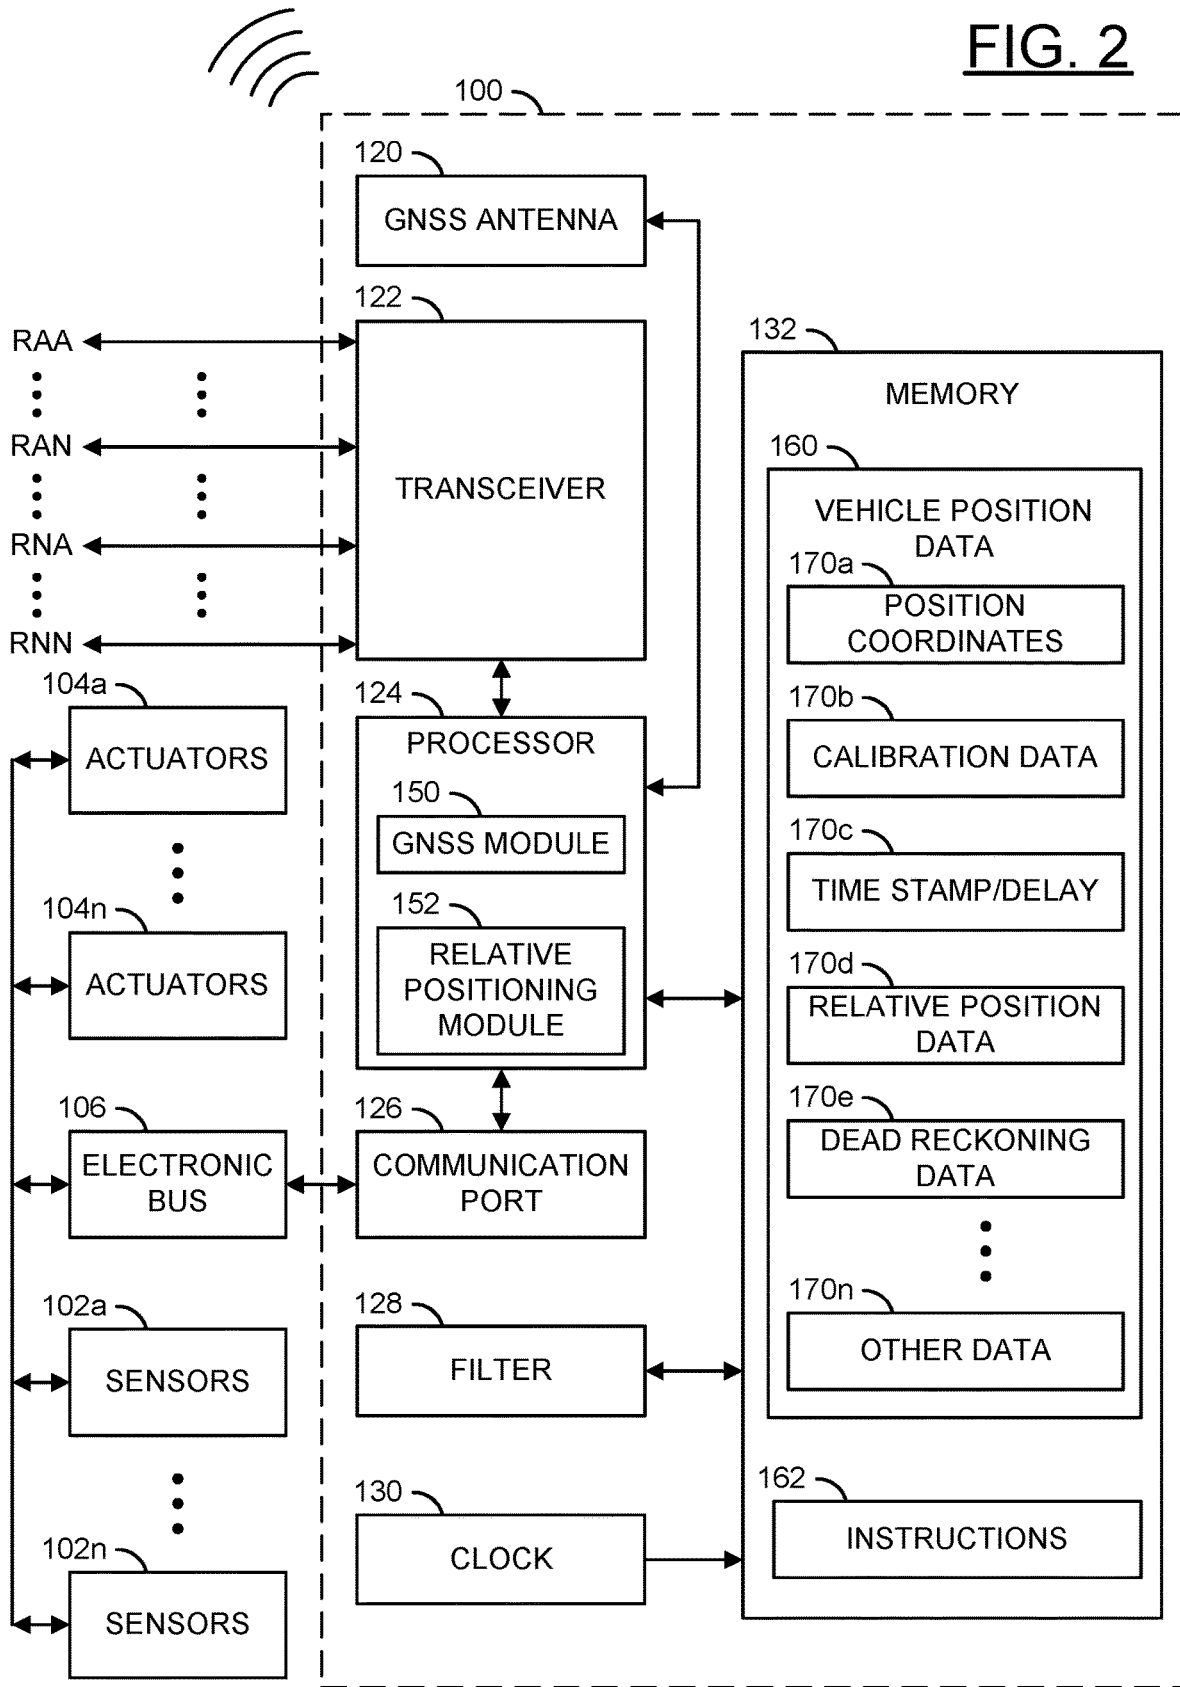 FIG. 2
100
120
GNSS ANTENNA
122
TRANSCEIVER
RAA
RAN
RNA
RNN
104a
ACTUATORS
104n
ACTUATORS
106
ELECTRONIC
BUS
102a
SENSORS
102n
SENSORS
124
PROCESSOR
150
GNSS MODULE
152
RELATIVE
POSITIONING
MODULE
126
COMMUNICATION
PORT
128
FILTER
130
CLOCK
132
MEMORY
160
VEHICLE POSITION
DATA
170a
POSITION
COORDINATES
170b
CALIBRATION DATA
170c
TIME STAMP/DELAY
170d
RELATIVE POSITION
DATA
170e
DEAD RECKONING
DATA
170n
OTHER DATA
162
INSTRUCTIONS